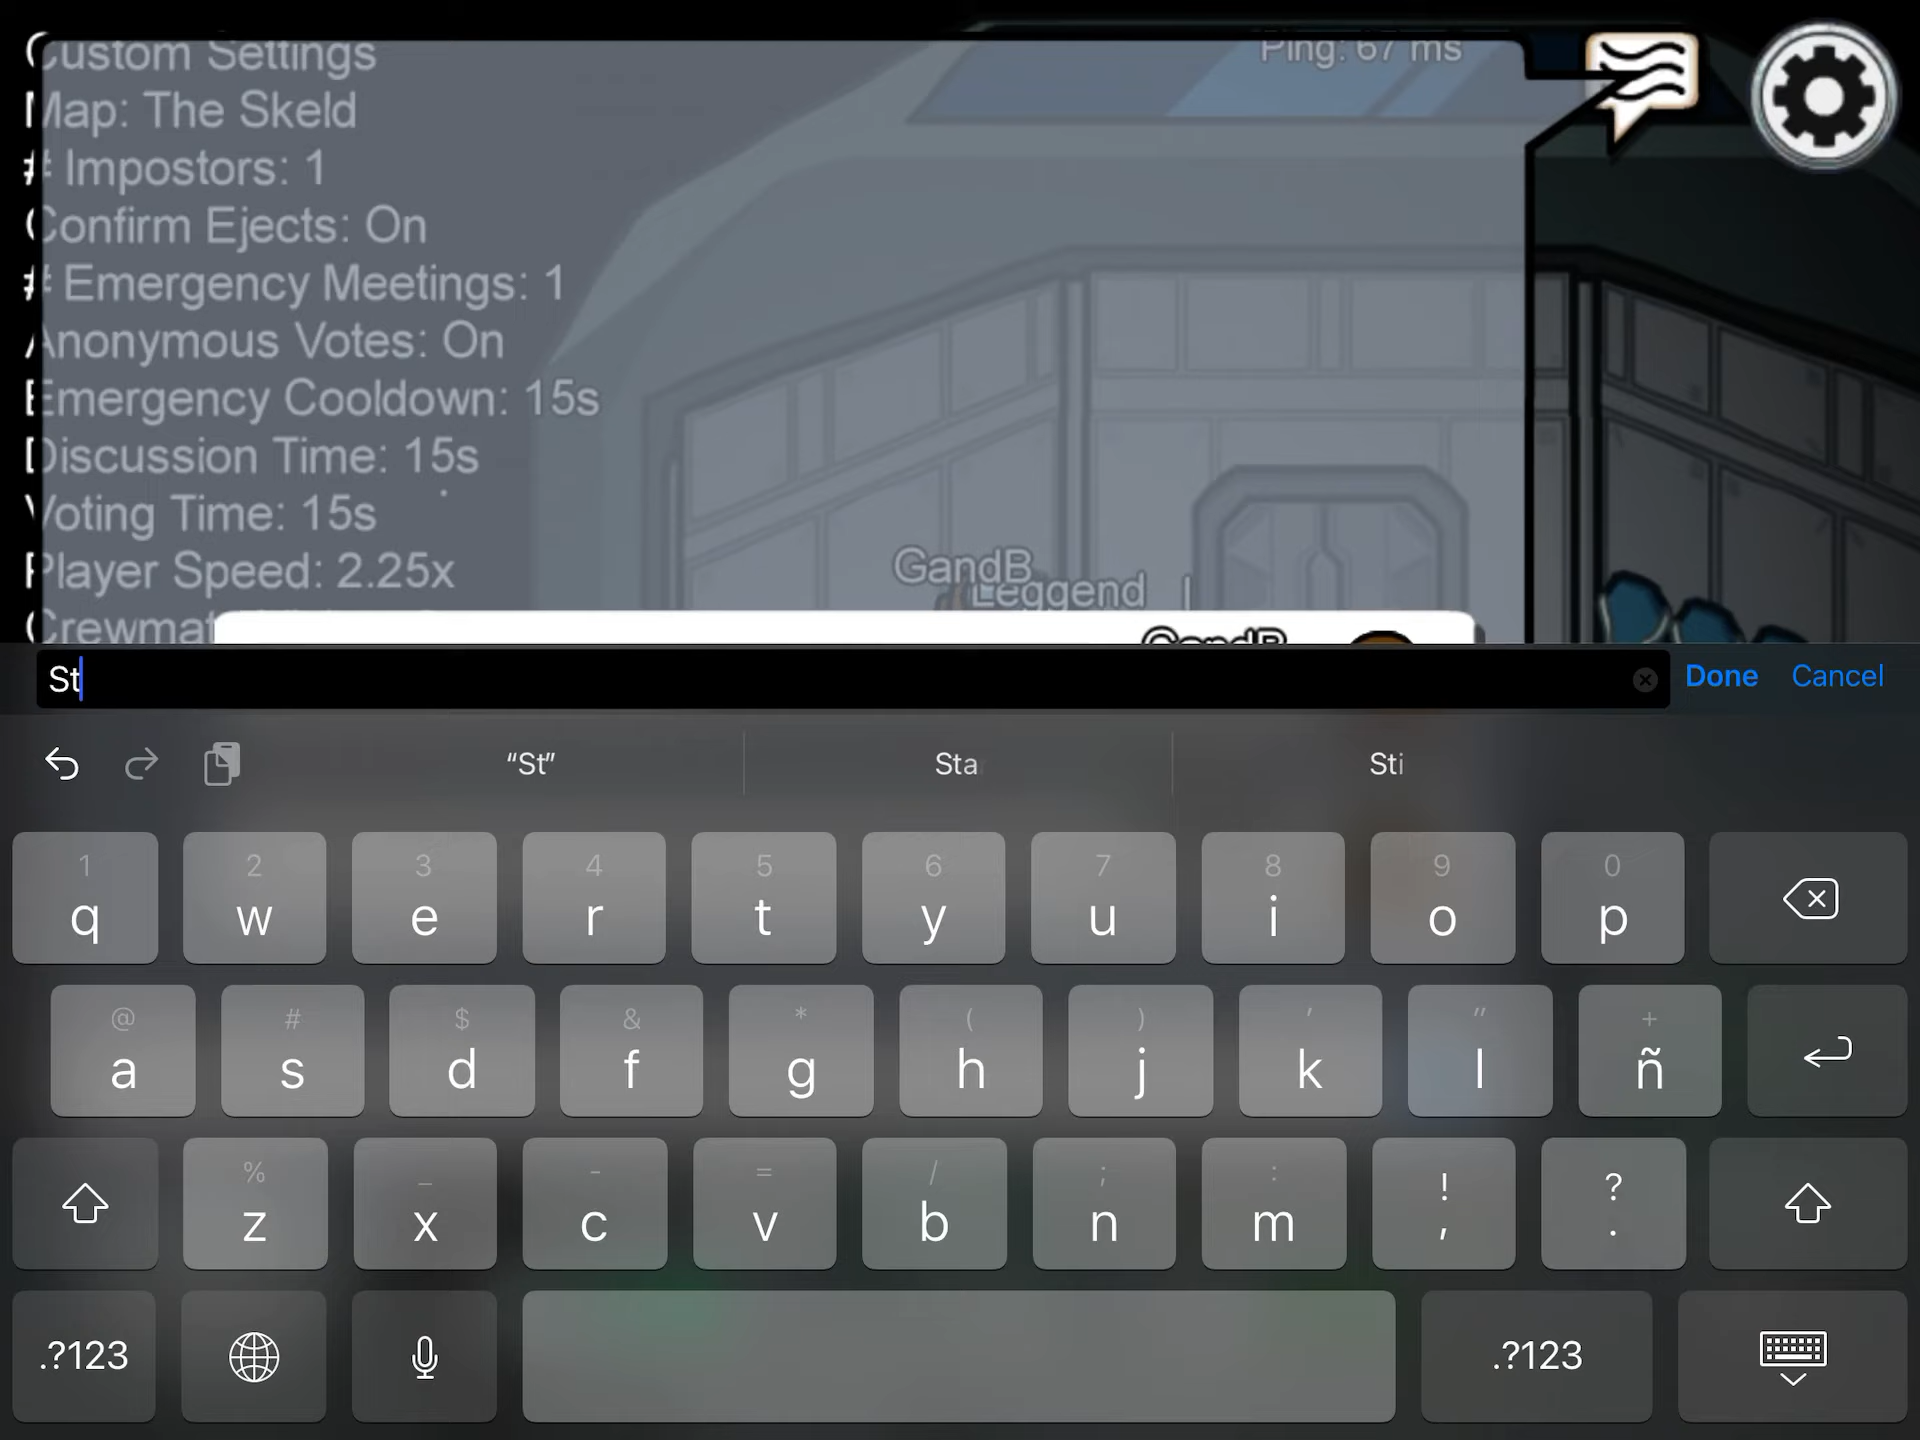 Custom Settings
Ping: 67 ms
Map: The Skeld
# Impostors: 1
Confirm Ejects: On
# Emergency Meetings: 1
Anonymous Votes: On
Emergency Cooldown: 15s
Discussion Time: 15s
Voting Time: 15s
Player Speed: 2.25x
GandB
Leggend
Crewmat
GandB
St
Done Cancel
“St” Sta Sti
1 2 3 4 5 6 7 8 9 0
q w e r t y u i o p
@ # $ & * ( ) ' " +
a s d f g h j k l ñ
% _ - = / ; : ! ?
z x c v b n m , .
.?123 .?123